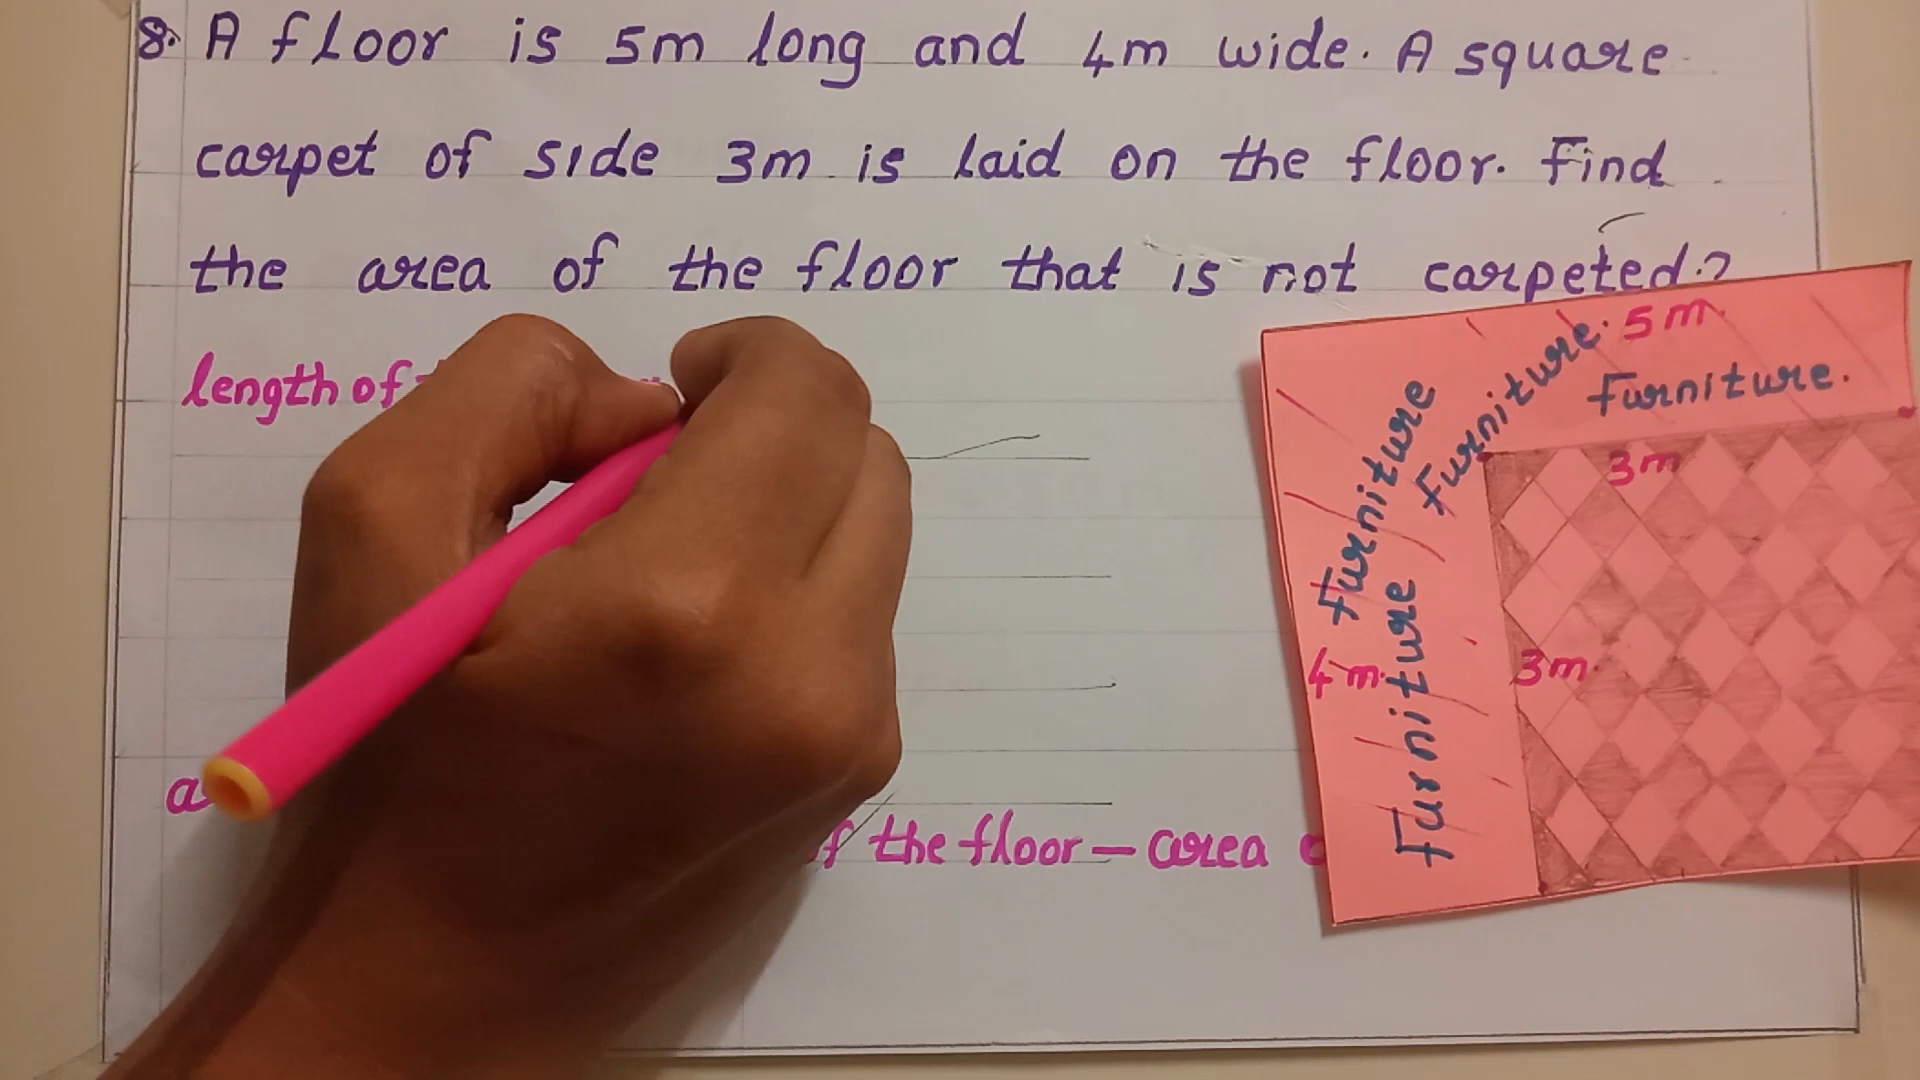 8. A floor is 5m long and 4m wide. A square
carpet of side 3m is laid on the floor. Find
the area of the floor that is not carpeted?
length of
the floor - area
5m.
Furniture.
Furniture.
Furniture
Furniture
4m.
3m
3m.